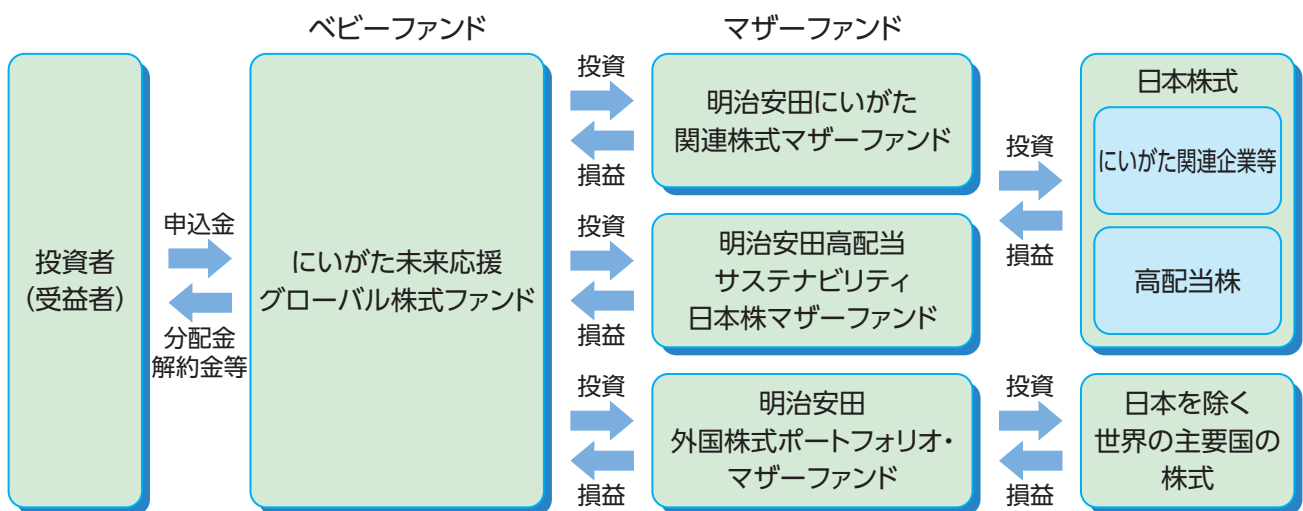 ベビーファンド
マザーファンド
投資者
（受益者）
申込金
分配金
解約金等
にいがた未来応援
グローバル株式ファンド
投資
損益
明治安田にいがた
関連株式マザーファンド
投資
損益
明治安田高配当
サステナビリティ
日本株マザーファンド
投資
損益
日本株式
にいがた関連企業等
高配当株
投資
損益
明治安田
外国株式ポートフォリオ・
マザーファンド
投資
損益
日本を除く
世界の主要国の
株式